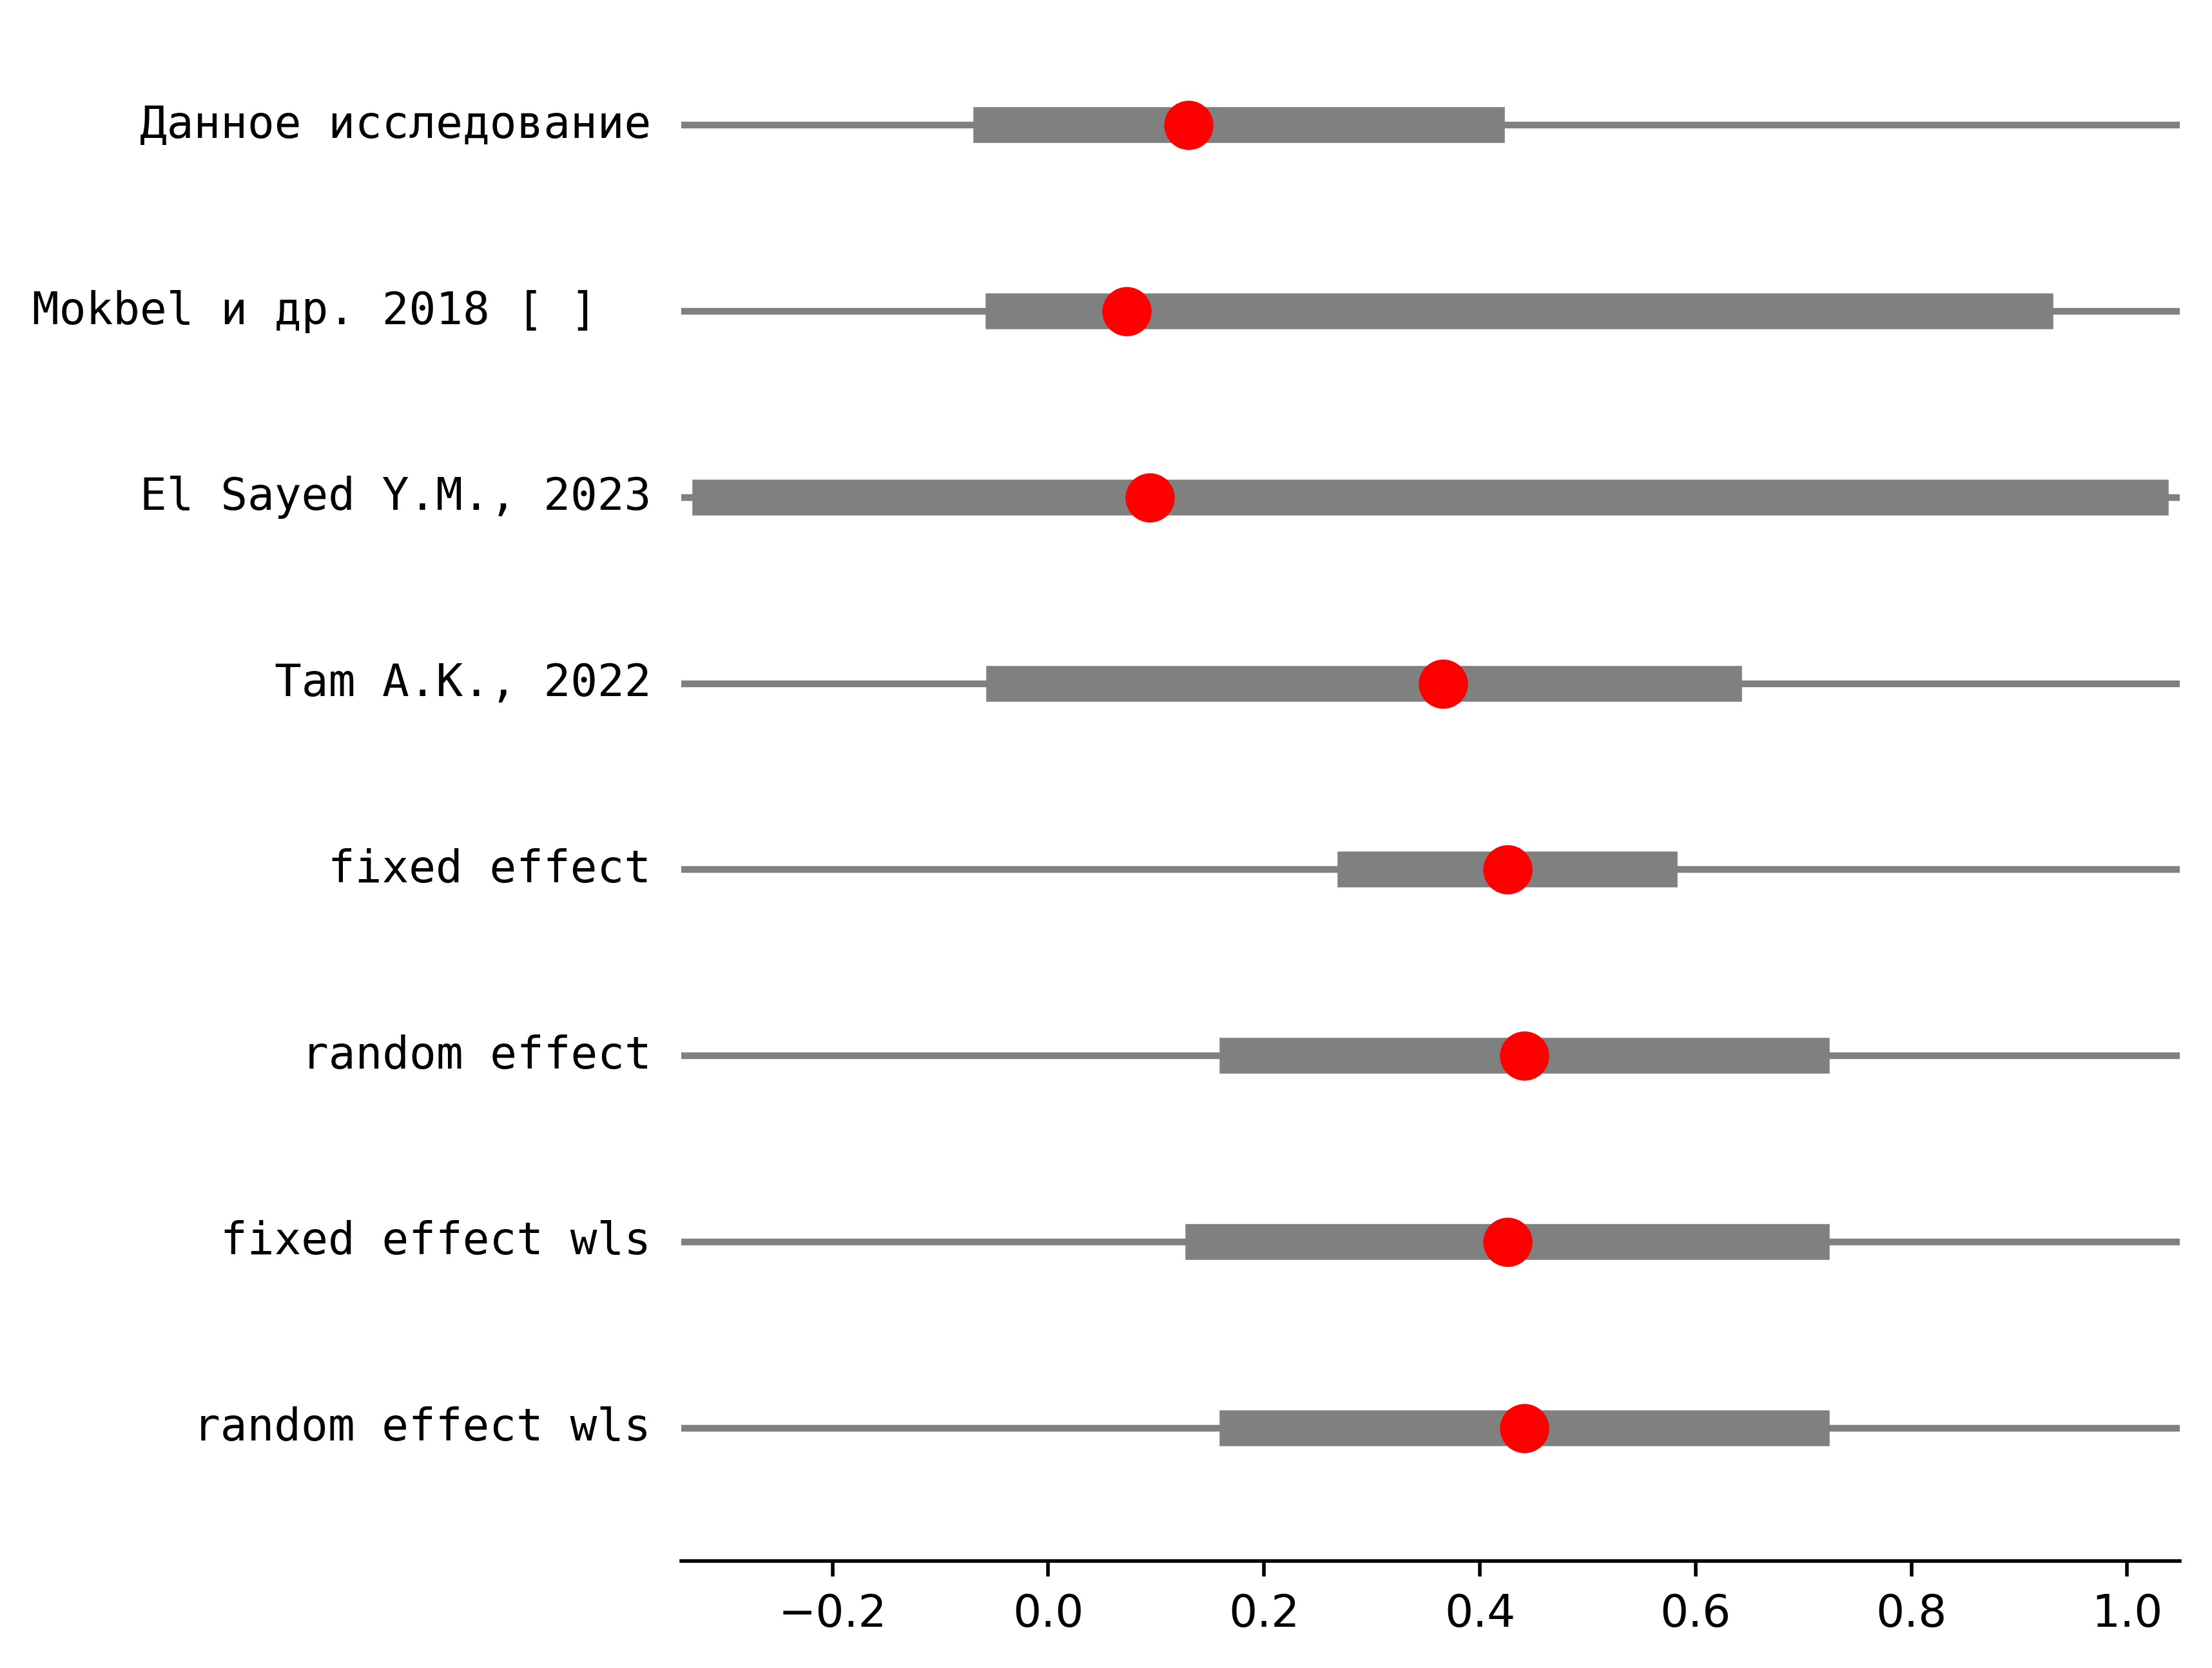 Данное исследование
Mokbel и др. 2018 [ ]
El Sayed Y.M., 2023
Tam A.K., 2022
fixed effect
random effect
fixed effect wls
random effect wls
−0.2 0.0 0.2 0.4 0.6 0.8 1.0